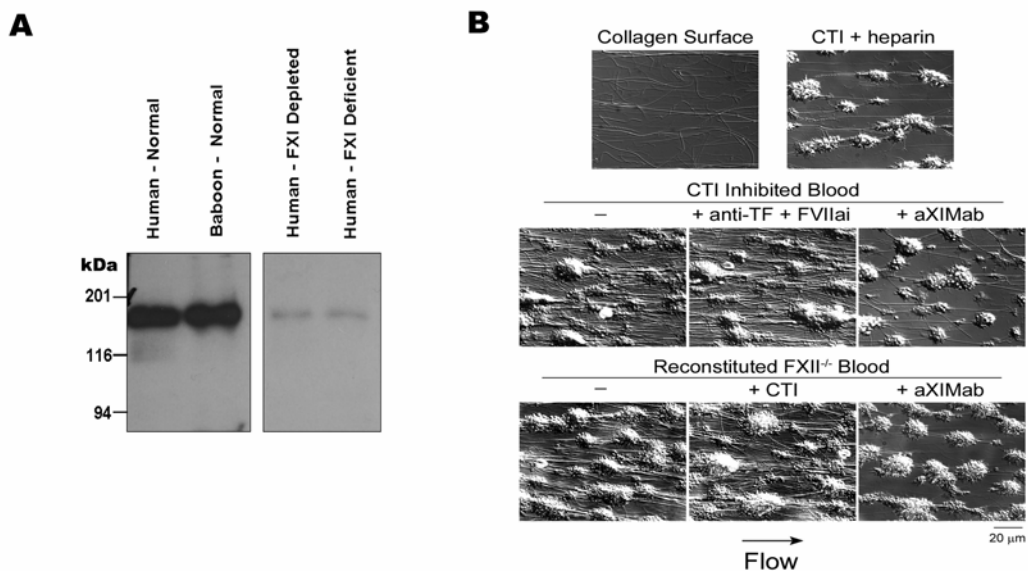 A
Human - Normal
Baboon - Normal
Human - FXI Depleted
Human - FXI Deficient
kDa
201
116
94
B
Collagen Surface
CTI + heparin
CTI Inhibited Blood
–
+ anti-TF + FVIIai
+ aXIMab
Reconstituted FXII-/- Blood
–
+ CTI
+ aXIMab
20 µm
Flow